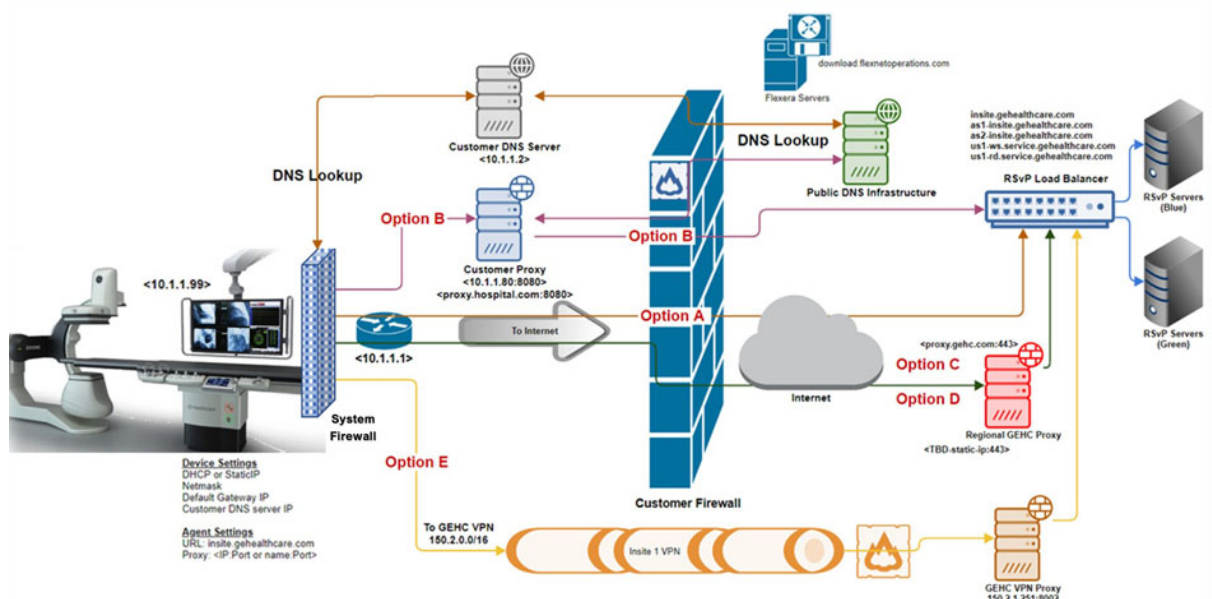 download.flexnetoperations.com
Flexera Servers
insite.gehealthcare.com
as1-insite.gehealthcare.com
as2-insite.gehealthcare.com
us1-ws.service.gehealthcare.com
us1-rd.service.gehealthcare.com
Customer DNS Server
<10.1.1.2>
DNS Lookup
DNS Lookup
Public DNS Infrastructure
RSvP Load Balancer
RSvP Servers
(Blue)
Option B
Option B
Customer Proxy
<10.1.1.80:8080>
<proxy.hospital.com:8080>
<10.1.1.99>
To Internet
Option A
<10.1.1.1>
RSvP Servers
(Green)
<proxy.gehc.com:443>
Option C
Option D
Internet
Regional GEHC Proxy
<TBD-static-ip:443>
System
Firewall
Option E
Customer Firewall
Device Settings
DHCP or StaticIP
Netmask
Default Gateway IP
Customer DNS server IP
Agent Settings
URL: insite.gehealthcare.com
Proxy: <IP:Port or name:Port>
To GEHC VPN
150.2.0.0/16
Insite 1 VPN
GEHC VPN Proxy